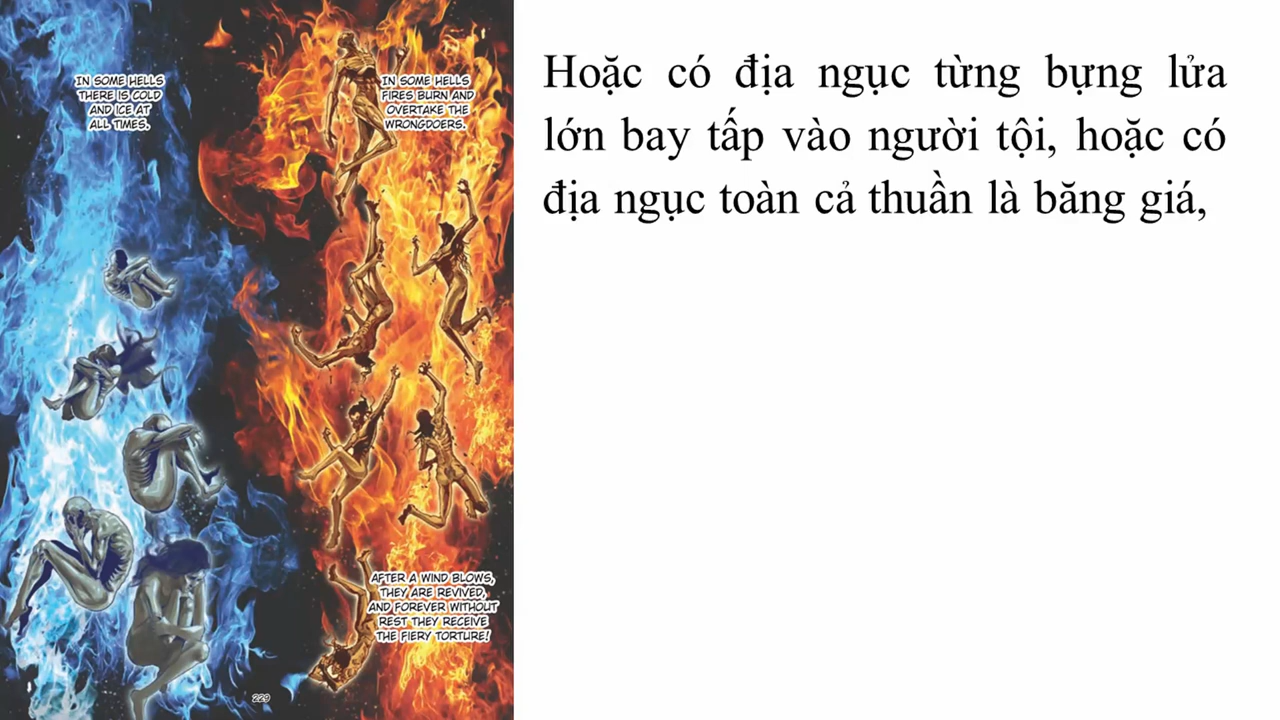 IN SOME HELLS
THERE IS COLD
AND ICE AT
ALL TIMES.
IN SOME HELLS
FIRES BURN AND
OVERTAKE THE
WRONGDOERS.
AFTER A WIND BLOWS,
THEY ARE REVIVED,
AND FOREVER WITHOUT
REST THEY RECEIVE
THE FIERY TORTURE!
229
Hoặc có địa ngục từng bựng lửa
lớn bay tấp vào người tội, hoặc có
địa ngục toàn cả thuần là băng giá,